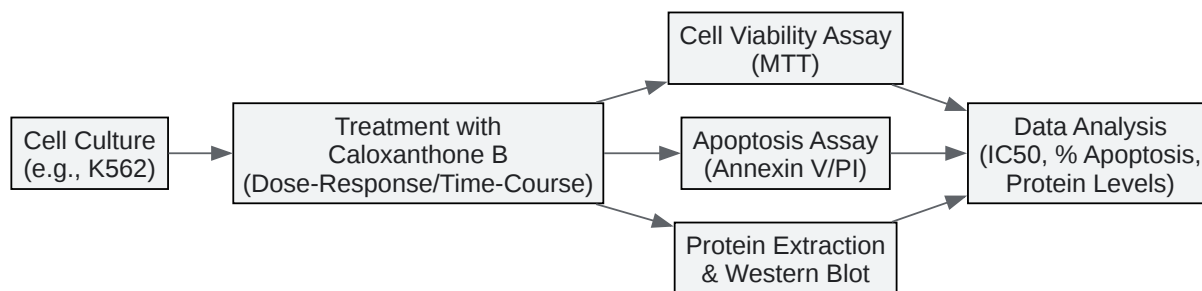 Cell Culture
(e.g., K562)
Treatment with
Caloxanthone B
(Dose-Response/Time-Course)
Cell Viability Assay
(MTT)
Apoptosis Assay
(Annexin V/PI)
Protein Extraction
& Western Blot
Data Analysis
(IC50, % Apoptosis,
Protein Levels)